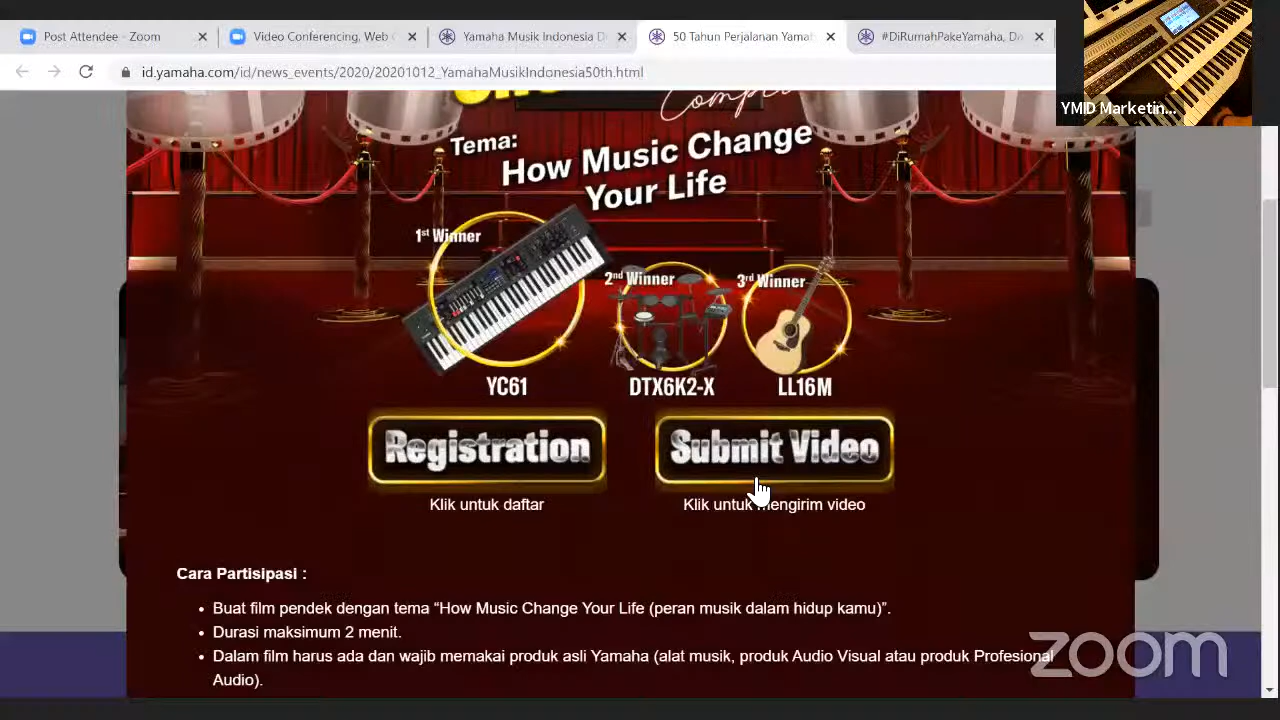 Post Attendee - Zoom
Video Conferencing, Web C
Yamaha Musik Indonesia D
50 Tahun Perjalanan Yamah
#DiRumahPakeYamaha, Do
YMID Marketin...
id.yamaha.com/id/news_events/2020/20201012_YamahaMusikIndonesia50th.html
Tema:
How Music Change
Your Life
1st Winner
2nd Winner
3rd Winner
YC61
DTX6K2-X
LL16M
Registration
Submit Video
Klik untuk daftar
Klik untuk mengirim video
Cara Partisipasi :
• Buat film pendek dengan tema “How Music Change Your Life (peran musik dalam hidup kamu)”.
• Durasi maksimum 2 menit.
• Dalam film harus ada dan wajib memakai produk asli Yamaha (alat musik, produk Audio Visual atau produk Profesional
Audio).
zoom